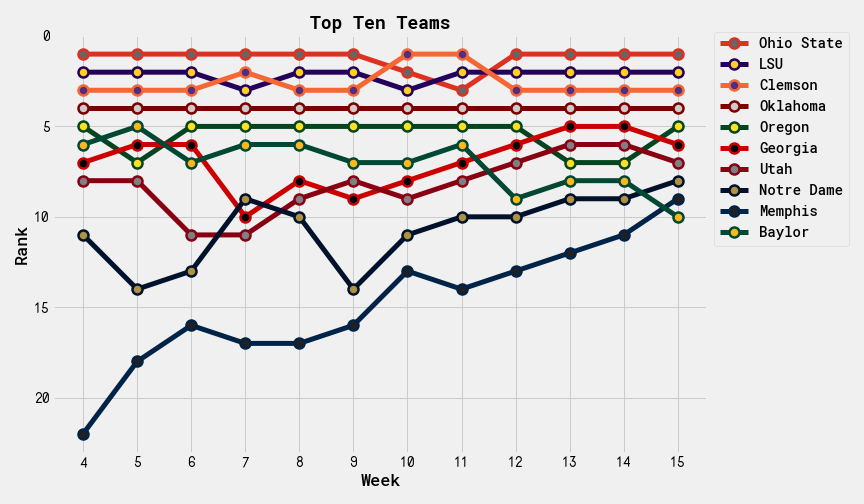 Top Ten Teams
Rank
0
5
10
15
20
4 5 6 7 8 9 10 11 12 13 14 15
Week
Ohio State
LSU
Clemson
Oklahoma
Oregon
Georgia
Utah
Notre Dame
Memphis
Baylor